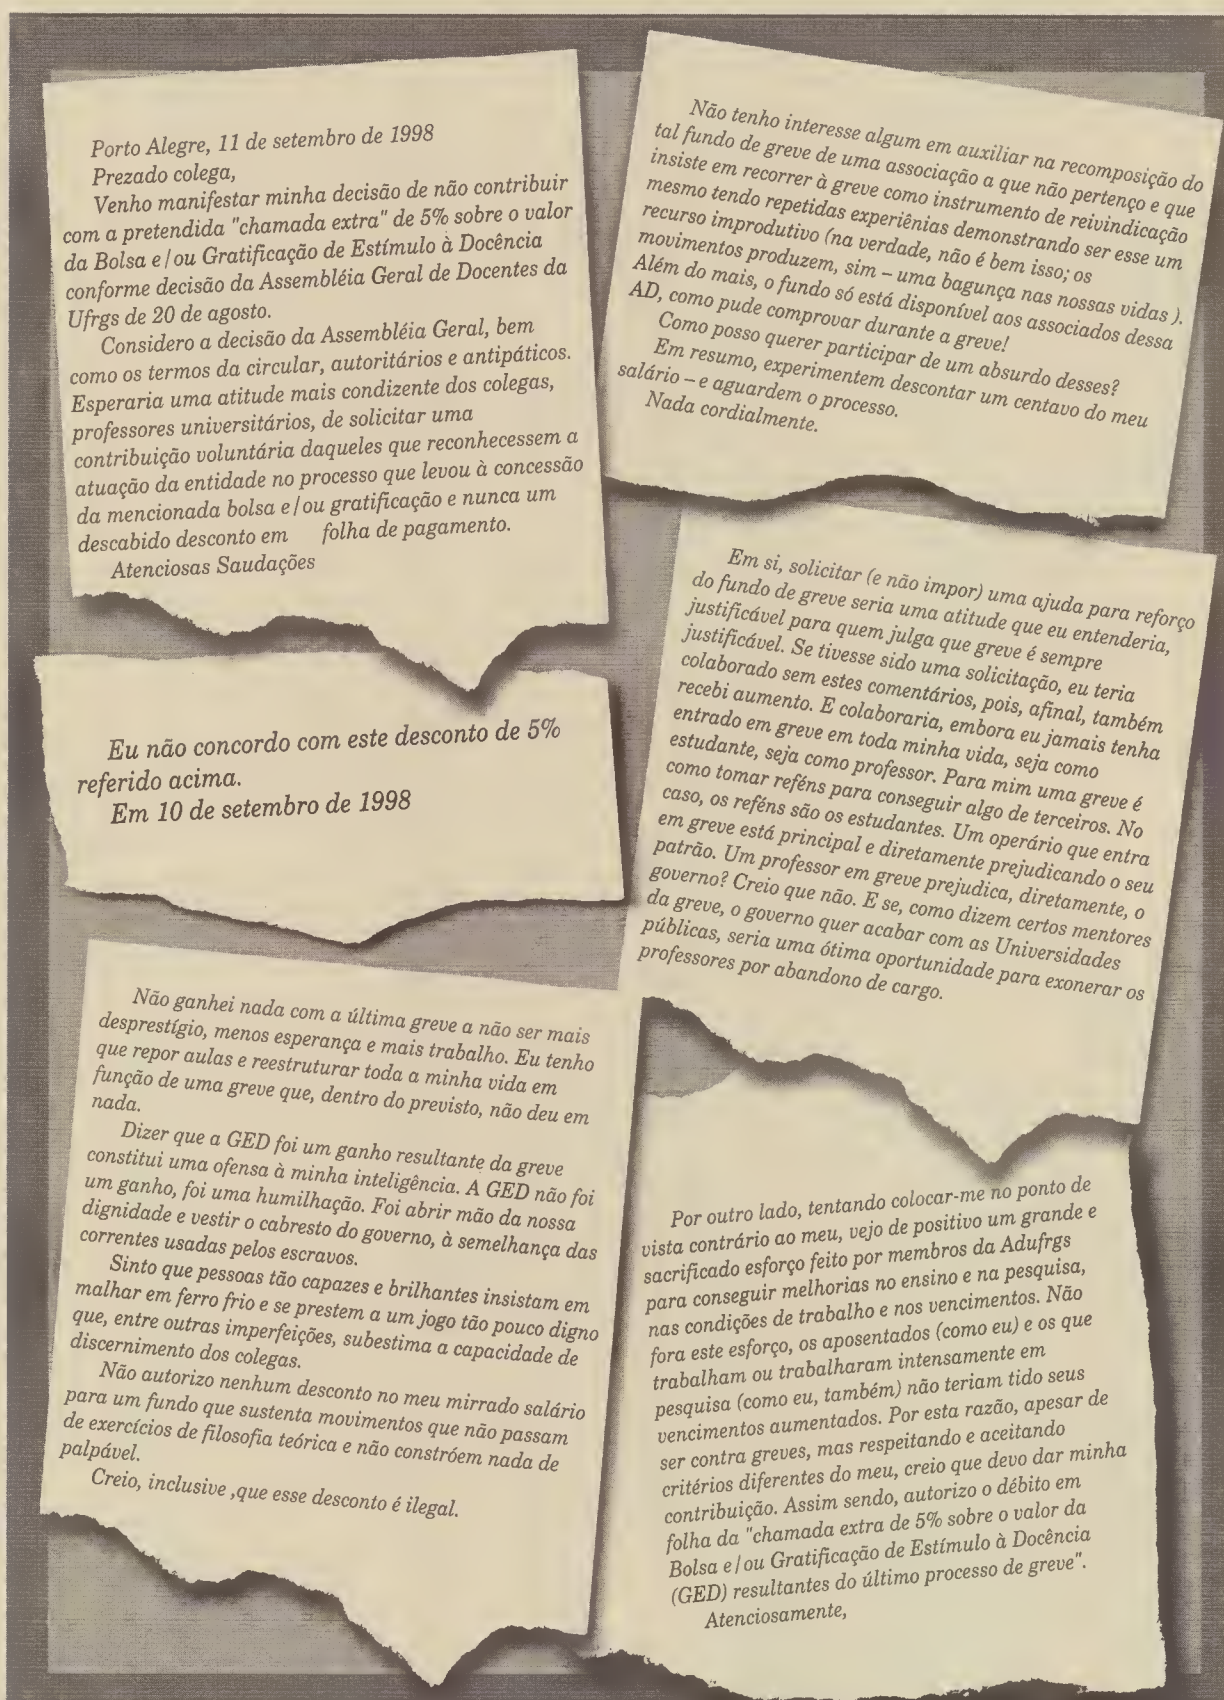 Porto Alegre, 11 de setembro de 1998
Prezado colega,
Venho manifestar minha decisão de não contribuir
com a pretendida "chamada extra" de 5% sobre o valor
da Bolsa e/ou Gratificação de Estímulo à Docência
conforme decisão da Assembléia Geral de Docentes da
Ufrgs de 20 de agosto.
Considero a decisão da Assembléia Geral, bem
como os termos da circular, autoritários e antipáticos.
Esperaria uma atitude mais condizente dos colegas,
professores universitários, de solicitar uma
contribuição voluntária daqueles que reconhecessem a
atuação da entidade no processo que levou à concessão
da mencionada bolsa e/ou gratificação e nunca um
descabido desconto em folha de pagamento.
Atenciosas Saudações
Eu não concordo com este desconto de 5%
referido acima.
Em 10 de setembro de 1998
Não ganhei nada com a última greve a não ser mais
desprestígio, menos esperança e mais trabalho. Eu tenho
que repor aulas e reestruturar toda a minha vida em
função de uma greve que, dentro do previsto, não deu em
nada.
Dizer que a GED foi um ganho resultante da greve
constitui uma ofensa à minha inteligência. A GED não foi
um ganho, foi uma humilhação. Foi abrir mão da nossa
dignidade e vestir o cabresto do governo, à semelhança das
correntes usadas pelos escravos.
Sinto que pessoas tão capazes e brilhantes insistam em
malhar em ferro frio e se prestem a um jogo tão pouco digno
que, entre outras imperfeições, subestima a capacidade de
discernimento dos colegas.
Não autorizo nenhum desconto no meu mirrado salário
para um fundo que sustenta movimentos que não passam
de exercícios de filosofia teórica e não constróem nada de
palpável.
Creio, inclusive ,que esse desconto é ilegal.
Não tenho interesse algum em auxiliar na recomposição do
tal fundo de greve de uma associação a que não pertenço e que
insiste em recorrer à greve como instrumento de reivindicação
mesmo tendo repetidas experiênias demonstrando ser esse um
recurso improdutivo (na verdade, não é bem isso; os
movimentos produzem, sim – uma bagunça nas nossas vidas ).
Além do mais, o fundo só está disponível aos associados dessa
AD, como pude comprovar durante a greve!
Como posso querer participar de um absurdo desses?
Em resumo, experimentem descontar um centavo do meu
salário – e aguardem o processo.
Nada cordialmente.
Em si, solicitar (e não impor) uma ajuda para reforço
do fundo de greve seria uma atitude que eu entenderia,
justificável para quem julga que greve é sempre
justificável. Se tivesse sido uma solicitação, eu teria
colaborado sem estes comentários, pois, afinal, também
recebi aumento. E colaboraria, embora eu jamais tenha
entrado em greve em toda minha vida, seja como
estudante, seja como professor. Para mim uma greve é
como tomar reféns para conseguir algo de terceiros. No
caso, os reféns são os estudantes. Um operário que entra
em greve está principal e diretamente prejudicando o seu
patrão. Um professor em greve prejudica, diretamente, o
governo? Creio que não. E se, como dizem certos mentores
da greve, o governo quer acabar com as Universidades
públicas, seria uma ótima oportunidade para exonerar os
professores por abandono de cargo.
Por outro lado, tentando colocar-me no ponto de
vista contrário ao meu, vejo de positivo um grande e
sacrificado esforço feito por membros da Adufrgs
para conseguir melhorias no ensino e na pesquisa,
nas condições de trabalho e nos vencimentos. Não
fora este esforço, os aposentados (como eu) e os que
trabalham ou trabalharam intensamente em
pesquisa (como eu, também) não teriam tido seus
vencimentos aumentados. Por esta razão, apesar de
ser contra greves, mas respeitando e aceitando
critérios diferentes do meu, creio que devo dar minha
contribuição. Assim sendo, autorizo o débito em
folha da "chamada extra de 5% sobre o valor da
Bolsa e/ou Gratificação de Estímulo à Docência
(GED) resultantes do último processo de greve".
Atenciosamente,